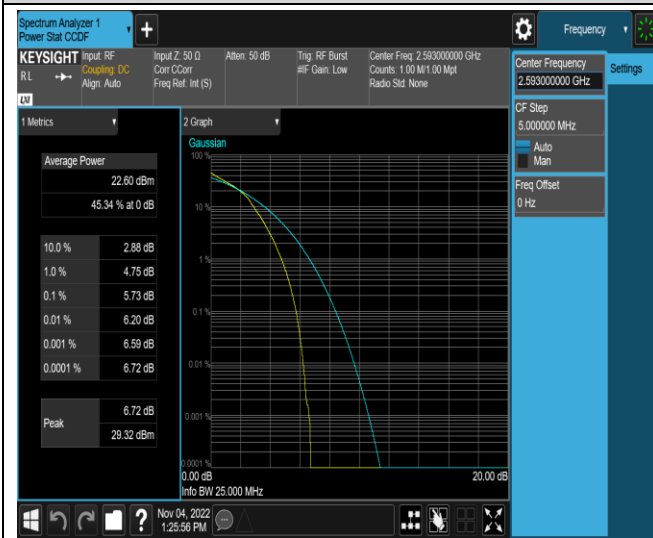 Spectrum Analyzer 1
Power Stat CCDF
Frequency
KEYSIGHT
RL
LXI
Input: RF
Coupling: DC
Align: Auto
Input Z: 50 Ω
Corr CCorr
Freq Ref: Int (S)
Atten: 50 dB
Trig: RF Burst
#IF Gain: Low
Center Freq: 2.593000000 GHz
Counts: 1.00 M/1.00 Mpt
Radio Std: None
Center Frequency
2.593000000 GHz
Settings
CF Step
5.000000 MHz
Auto
Man
Freq Offset
0 Hz
1 Metrics
Average Power
22.60 dBm
45.34 % at 0 dB
10.0 % 2.88 dB
1.0 % 4.75 dB
0.1 % 5.73 dB
0.01 % 6.20 dB
0.001 % 6.59 dB
0.0001 % 6.72 dB
Peak
6.72 dB
29.32 dBm
2 Graph
Gaussian
100 %
10 %
1 %
0.1 %
0.01 %
0.001 %
0.0001 %
0.00 dB 20.00 dB
Info BW 25.000 MHz
?
Nov 04, 2022
1:25:56 PM